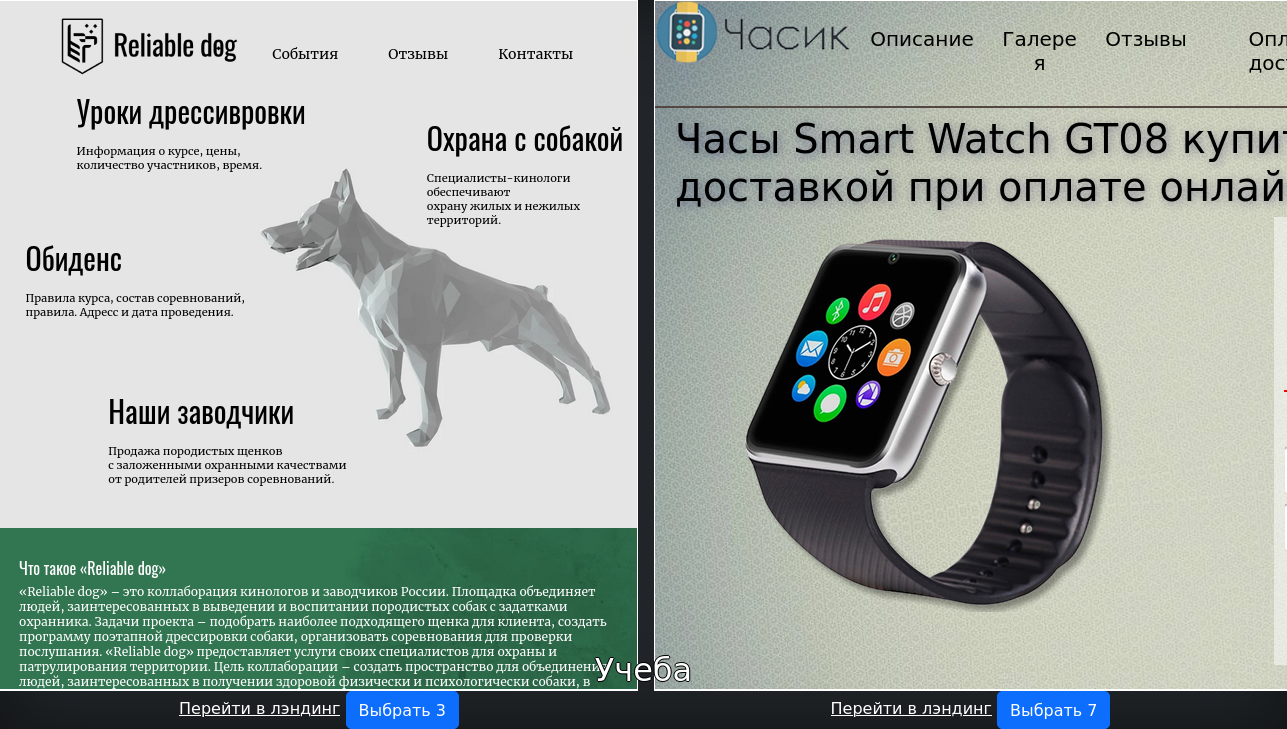 Reliable dog
События
Отзывы
Контакты
Уроки дрессивровки
Информация о курсе, цены,
количество участников, время.
Охрана с собакой
Специалисты-кинологи
обеспечивают
охрану жилых и нежилых
территорий.
Обиденс
Правила курса, состав соревнований,
правила. Адресс и дата проведения.
Наши заводчики
Продажа породистых щенков
с заложенными охранными качествами
от родителей призеров соревнований.
Что такое «Reliable dog»
«Reliable dog» – это коллаборация кинологов и заводчиков России. Площадка объединяет
людей, заинтересованных в выведении и воспитании породистых собак с задатками
охранника. Задачи проекта – подобрать наиболее подходящего щенка для клиента, создать
программу поэтапной дрессировки собаки, организовать соревнования для проверки
послушания. «Reliable dog» предоставляет услуги своих специалистов для охраны и
патрулирования территории. Цель коллаборации – создать пространство для объединени
людей, заинтересованных в получении здоровой физически и психологически собаки, в
Перейти в лэндинг
Выбрать 3
Часик
Описание
Галере
я
Отзывы
Опл
дос
Часы Smart Watch GT08 купи
доставкой при оплате онлай
Учеба
Перейти в лэндинг
Выбрать 7